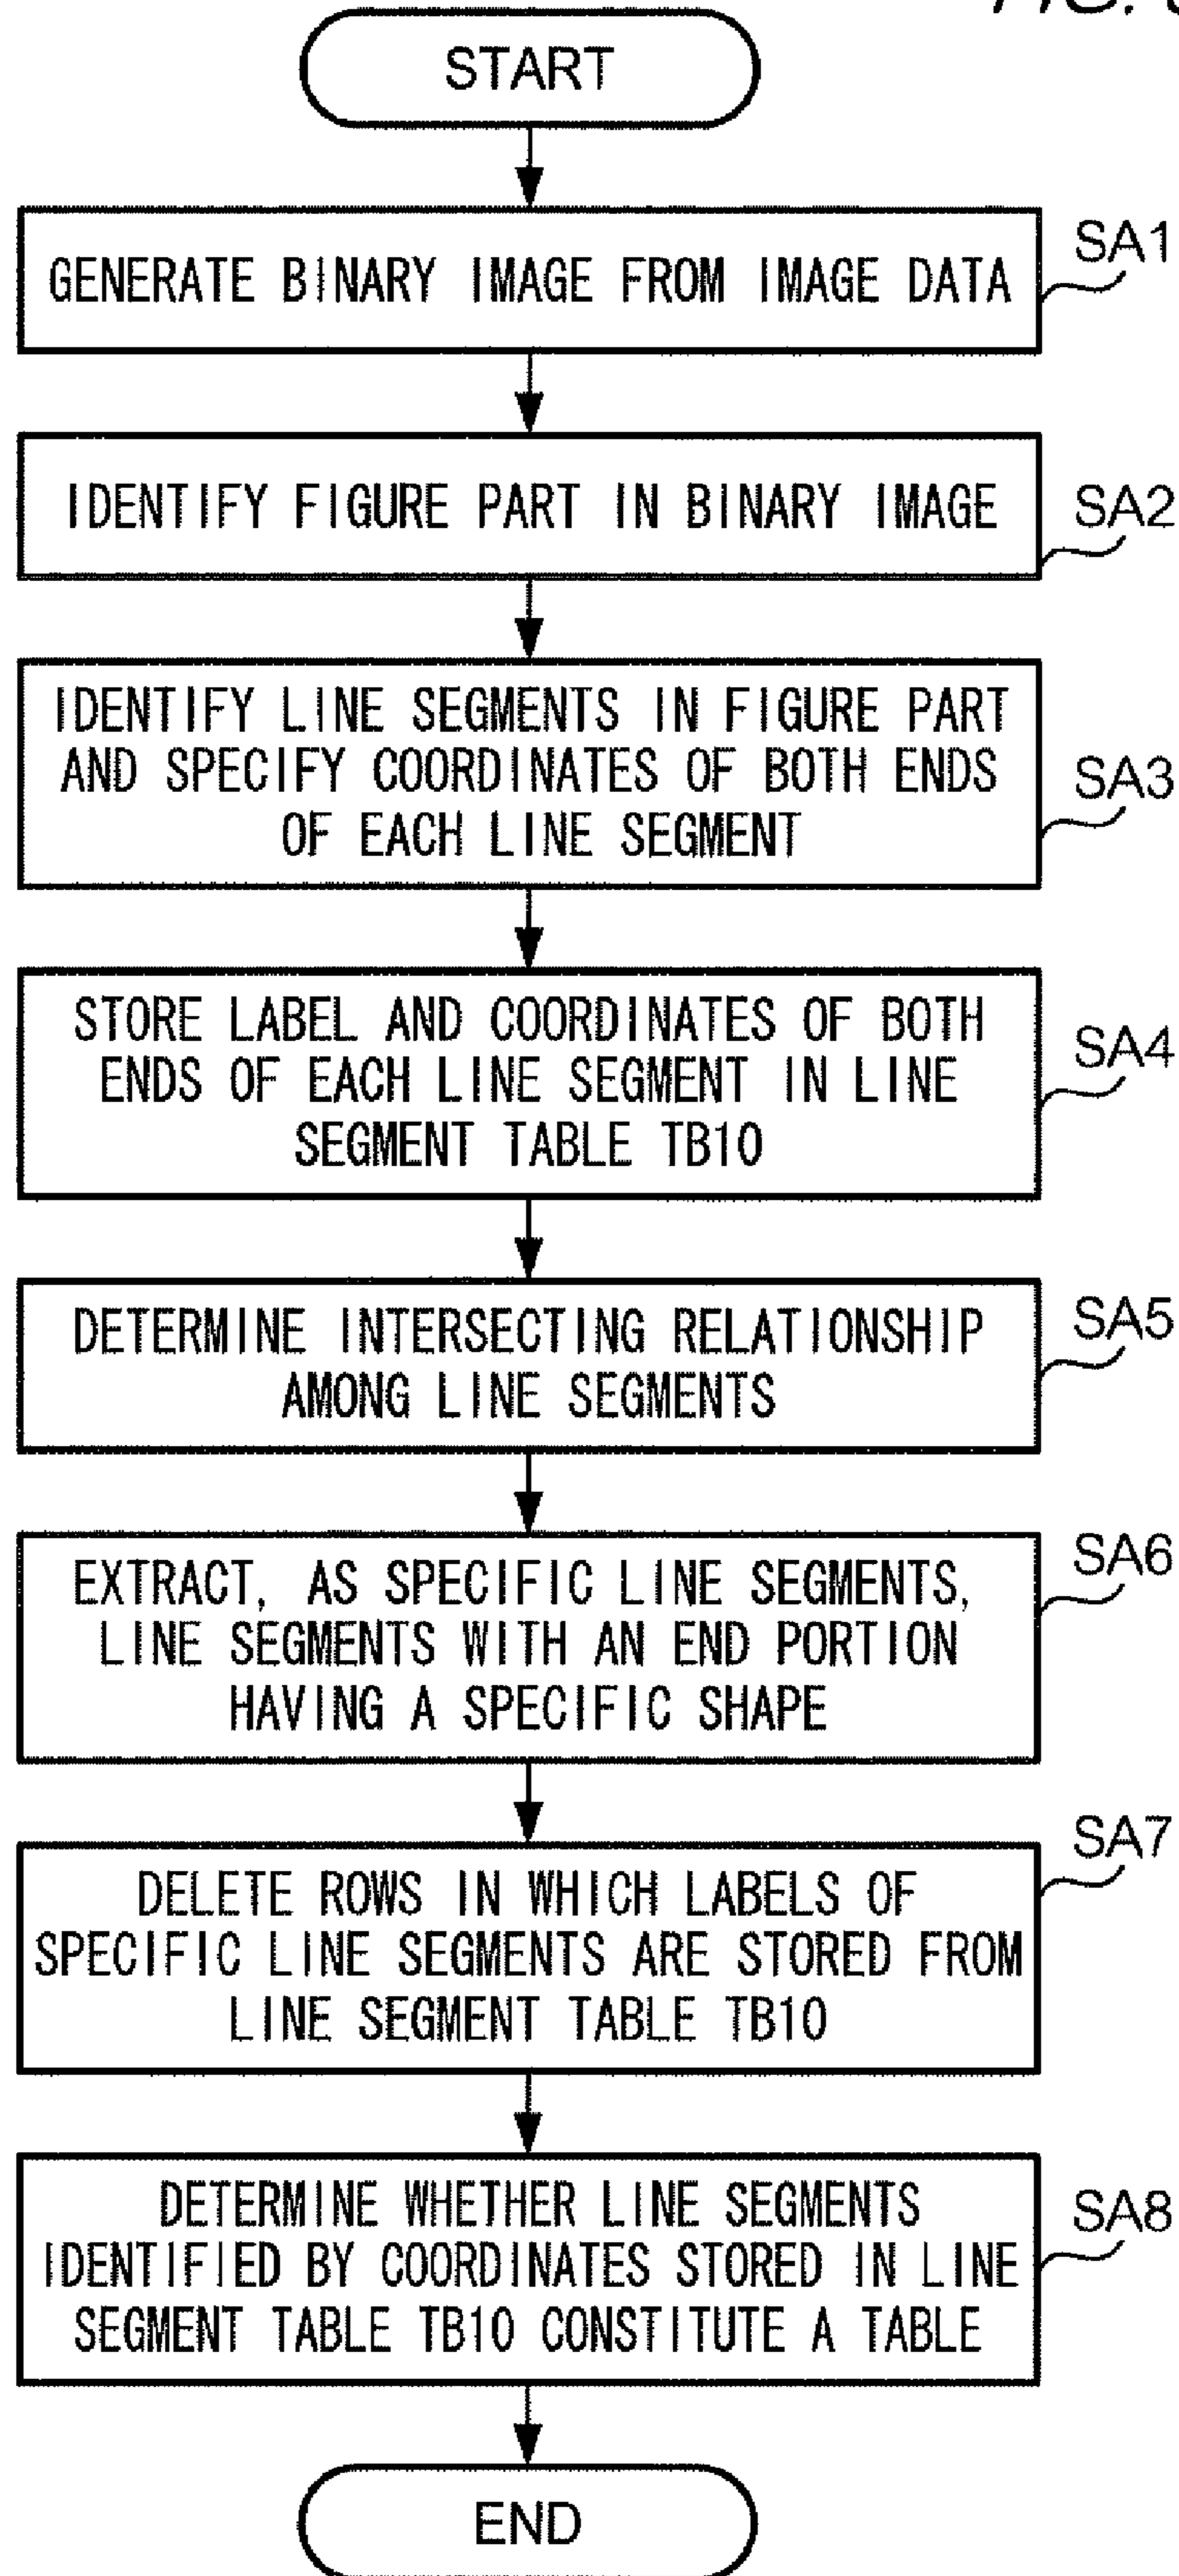 FIG.
START
GENERATE BINARY IMAGE FROM IMAGE DATA
SA1
IDENTIFY FIGURE PART IN BINARY IMAGE
SA2
IDENTIFY LINE SEGMENTS IN FIGURE PART
AND SPECIFY COORDINATES OF BOTH ENDS
OF EACH LINE SEGMENT
SA3
STORE LABEL AND COORDINATES OF BOTH
ENDS OF EACH LINE SEGMENT IN LINE
SEGMENT TABLE TB10
SA4
DETERMINE INTERSECTING RELATIONSHIP
AMONG LINE SEGMENTS
SA5
EXTRACT, AS SPECIFIC LINE SEGMENTS,
LINE SEGMENTS WITH AN END PORTION
HAVING A SPECIFIC SHAPE
SA6
DELETE ROWS IN WHICH LABELS OF
SPECIFIC LINE SEGMENTS ARE STORED FROM
LINE SEGMENT TABLE TB10
SA7
DETERMINE WHETHER LINE SEGMENTS
IDENTIFIED BY COORDINATES STORED IN LINE
SEGMENT TABLE TB10 CONSTITUTE A TABLE
SA8
END